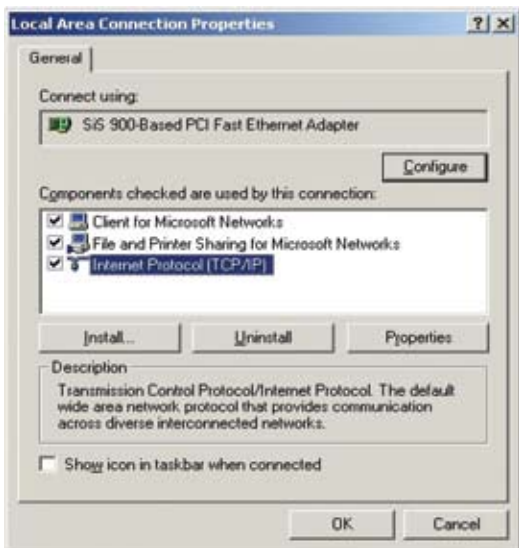 Local Area Connection Properties
General
Connect using:
SiS 900-Based PCI Fast Ethernet Adapter
Configure
Components checked are used by this connection:
Client for Microsoft Networks
File and Printer Sharing for Microsoft Networks
Internet Protocol (TCP/IP)
Install... Uninstall Properties
Description
Transmission Control Protocol/Internet Protocol. The default
wide area network protocol that provides communication
across diverse interconnected networks.
Show icon in taskbar when connected
OK Cancel